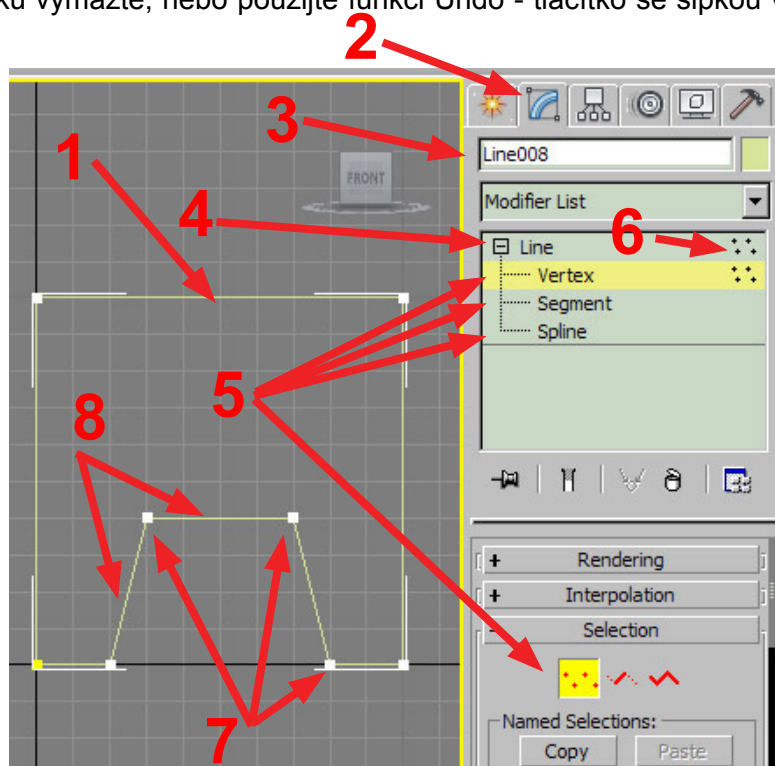 ku vymažte, nebo použijte funkci Undo - tlačítko se šipkou v
2
3
Line008
1
FRONT
Modifier List
4
6
Line
Vertex
Segment
Spline
5
8
+ Rendering
+ Interpolation
- Selection
7
Named Selections:
Copy Paste